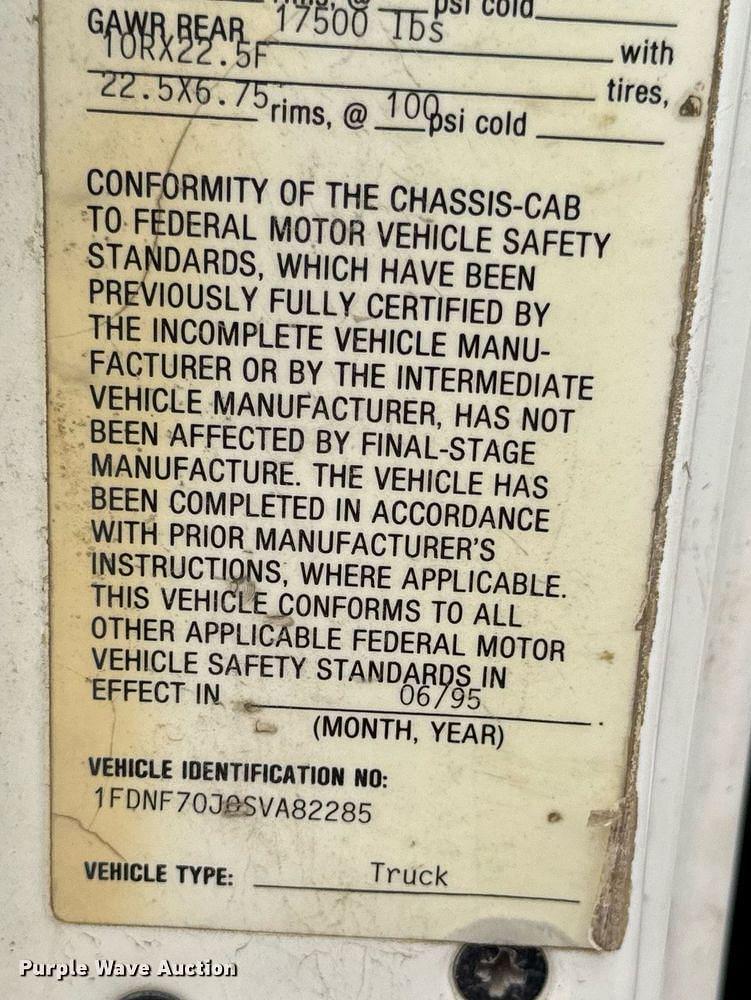 rims, @ psi cold
GAWR REAR 17500 lbs
10RX22.5F with
22.5X6.75 tires,
rims, @ 100 psi cold
CONFORMITY OF THE CHASSIS-CAB
TO FEDERAL MOTOR VEHICLE SAFETY
STANDARDS, WHICH HAVE BEEN
PREVIOUSLY FULLY CERTIFIED BY
THE INCOMPLETE VEHICLE MANU-
FACTURER OR BY THE INTERMEDIATE
VEHICLE MANUFACTURER, HAS NOT
BEEN AFFECTED BY FINAL-STAGE
MANUFACTURE. THE VEHICLE HAS
BEEN COMPLETED IN ACCORDANCE
WITH PRIOR MANUFACTURER'S
INSTRUCTIONS, WHERE APPLICABLE.
THIS VEHICLE CONFORMS TO ALL
OTHER APPLICABLE FEDERAL MOTOR
VEHICLE SAFETY STANDARDS IN
EFFECT IN 06/95.
(MONTH, YEAR)
VEHICLE IDENTIFICATION NO:
1FDNF70J0SVA82285
VEHICLE TYPE: Truck
Purple Wave Auction